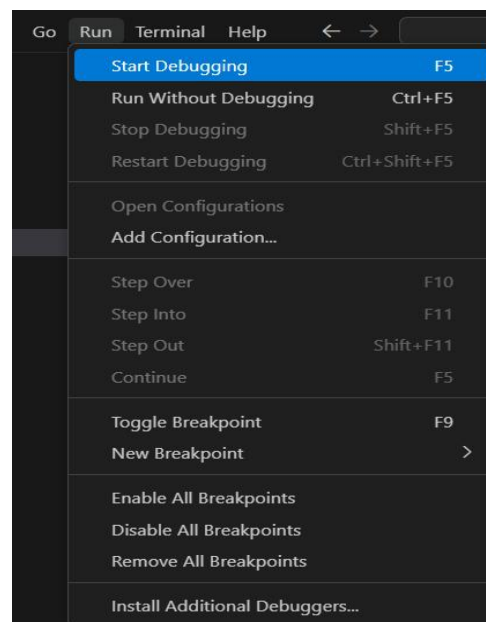 Go Run Terminal Help ← →
Start Debugging F5
Run Without Debugging Ctrl+F5
Stop Debugging Shift+F5
Restart Debugging Ctrl+Shift+F5
Open Configurations
Add Configuration...
Step Over F10
Step Into F11
Step Out Shift+F11
Continue F5
Toggle Breakpoint F9
New Breakpoint >
Enable All Breakpoints
Disable All Breakpoints
Remove All Breakpoints
Install Additional Debuggers...